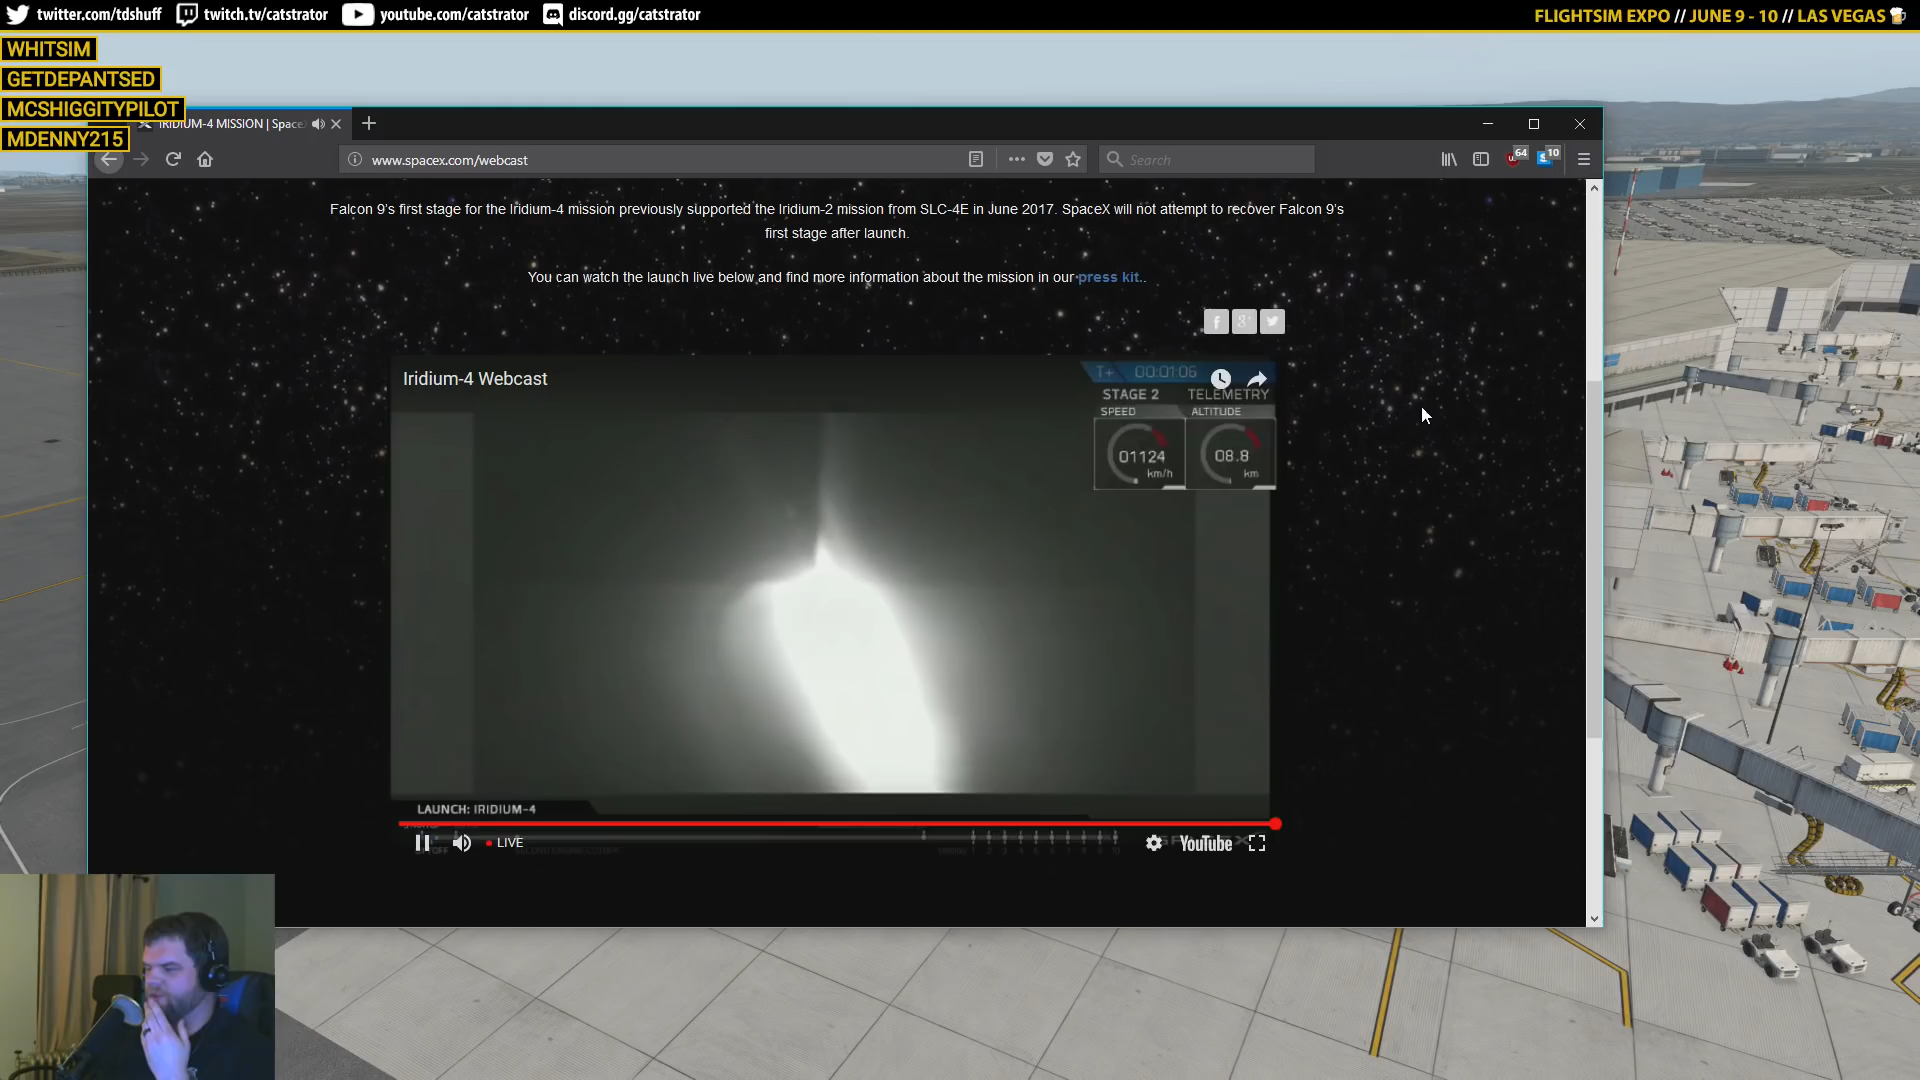 twitter.com/tdshuff
twitch.tv/catstrator
youtube.com/catstrator
discord.gg/catstrator
FLIGHTSIM EXPO // JUNE 9 - 10 // LAS VEGAS
WHITSIM
GETDEPANTSED
MCSHIGGITYPILOT
MDENNY215
IRIDIUM-4 MISSION | Space
www.spacex.com/webcast
Search
64
10
Falcon 9's first stage for the Iridium-4 mission previously supported the Iridium-2 mission from SLC-4E in June 2017. SpaceX will not attempt to recover Falcon 9's
first stage after launch.
You can watch the launch live below and find more information about the mission in our press kit..
Iridium-4 Webcast
T+ 00:01:06
STAGE 2 TELEMETRY
SPEED ALTITUDE
01124 08.8
km/h km
LAUNCH: IRIDIUM-4
LIVE
YouTube